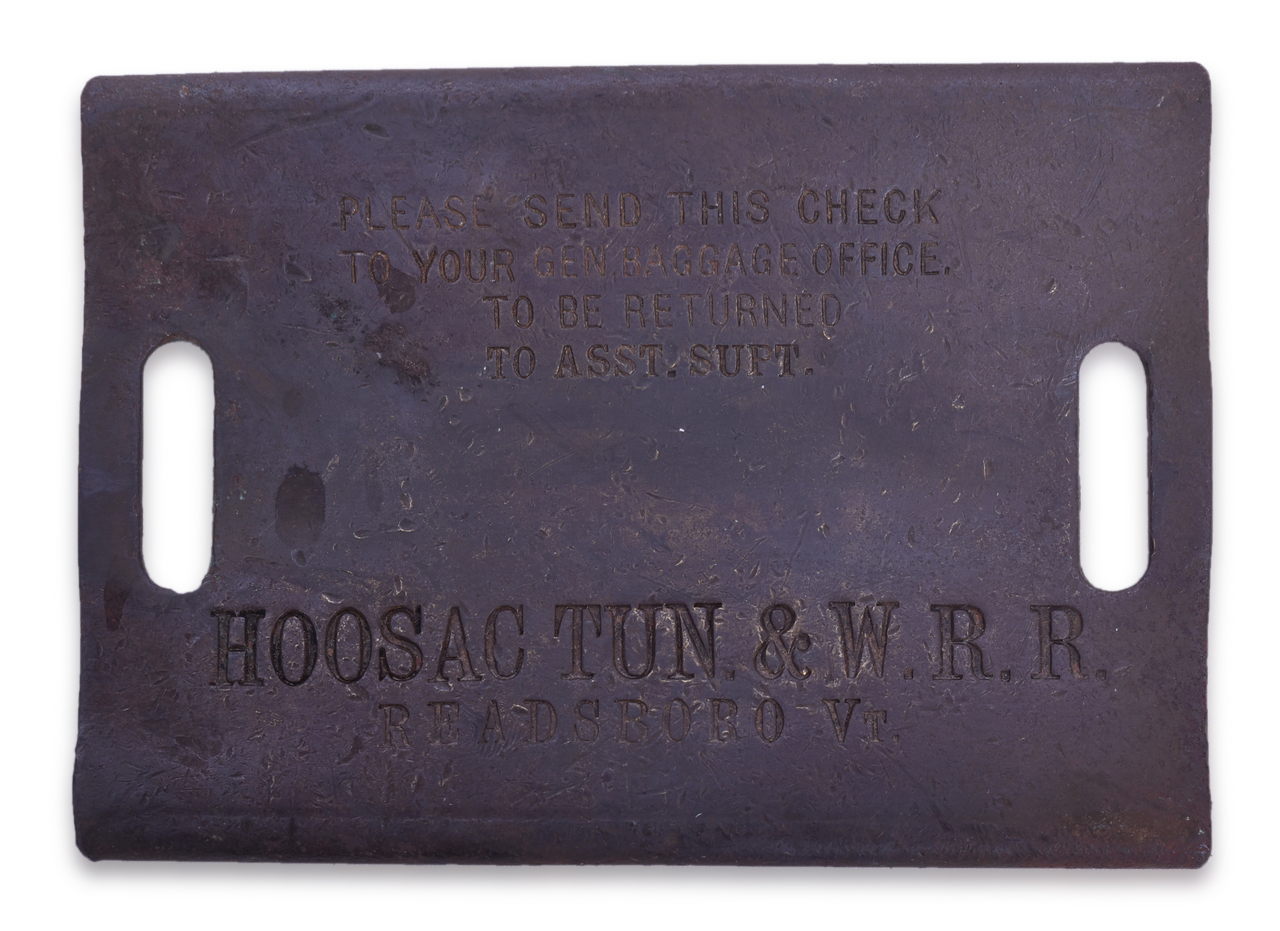 PLEASE SEND THIS CHECK
TO YOUR GEN. BAGGAGE OFFICE.
TO BE RETURNED
TO ASST. SUPT.
HOOSAC TUN. & W. R. R.
READSBORO VT.